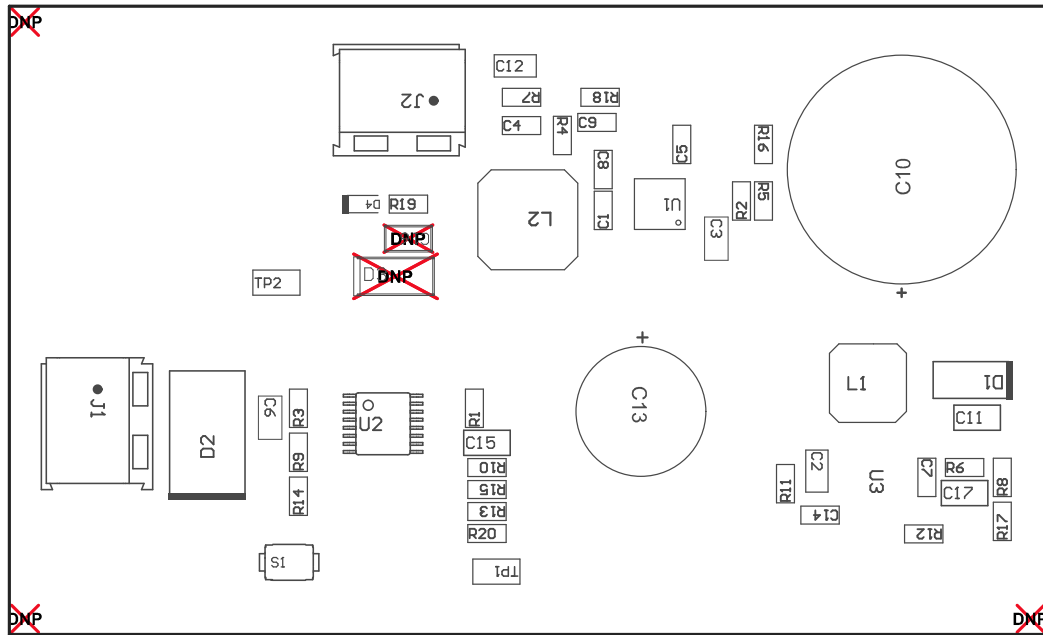 DNP
C12
J2
R7
R18
C4
R4
C9
C5
R16
C8
C10
D4
R19
L2
C1
U1
R2
R5
C3
DNP
D
DNP
TP2
+
+
J1
D2
C6
R3
U2
R1
C13
L1
D1
C11
C15
R9
R10
R15
R14
R13
R20
R11
C2
U3
C7
R6
C17
R8
C14
R12
R17
S1
TP1
DNP
DNP